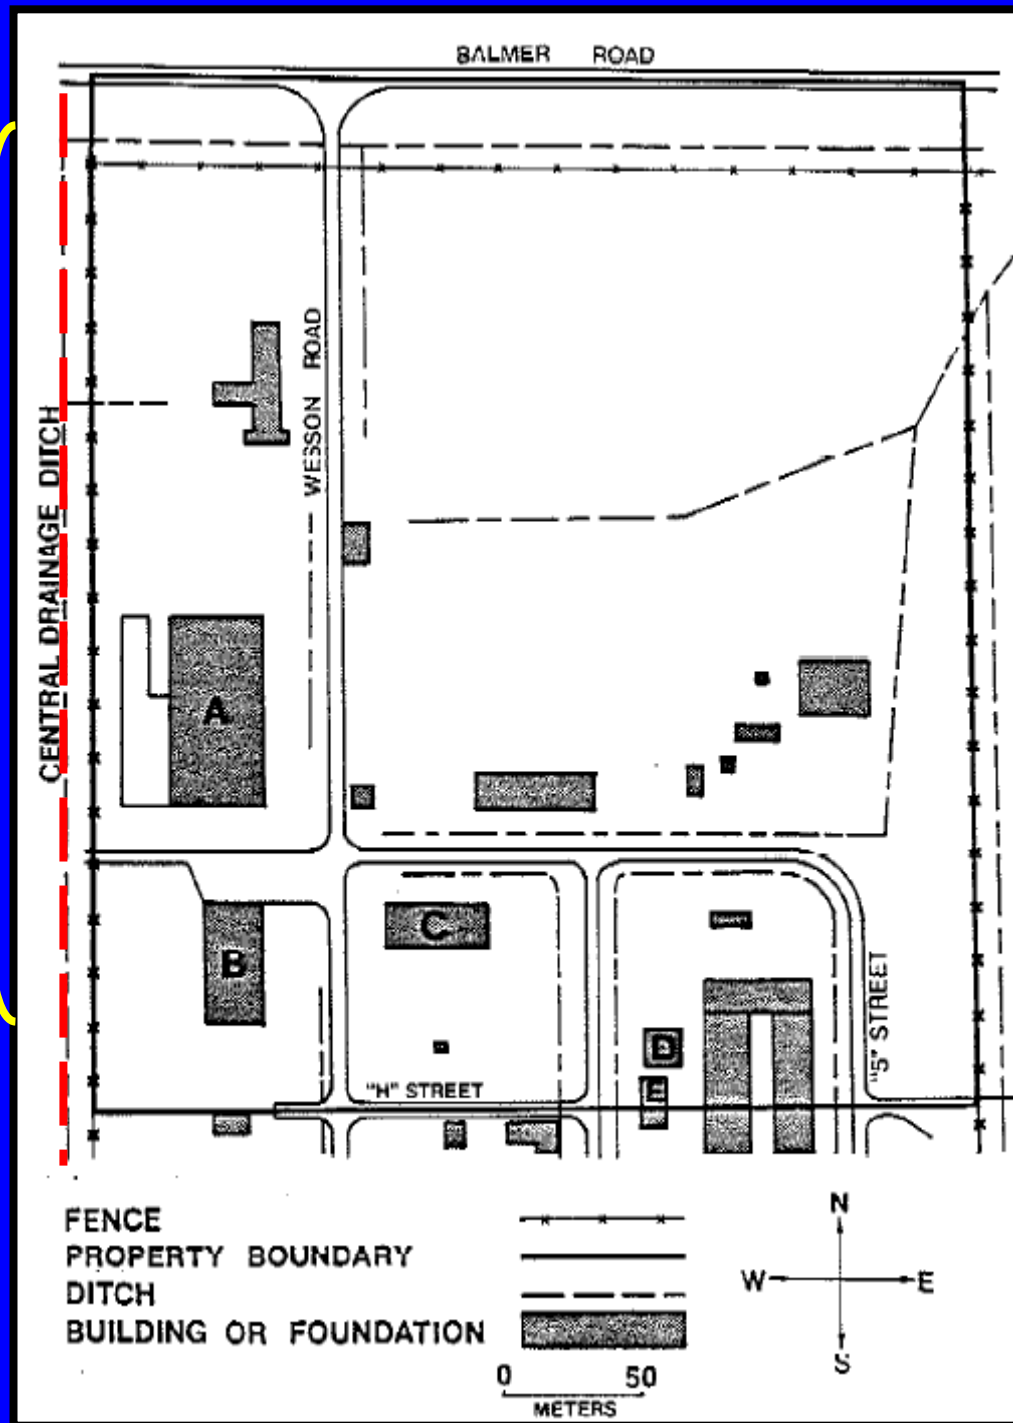 BALMER ROAD
WESSON ROAD
CENTRAL DRAINAGE DITCH
A
B
C
D
E
"5" STREET
"H" STREET
FENCE
PROPERTY BOUNDARY
DITCH
BUILDING OR FOUNDATION
N
W E
S
0 50
METERS